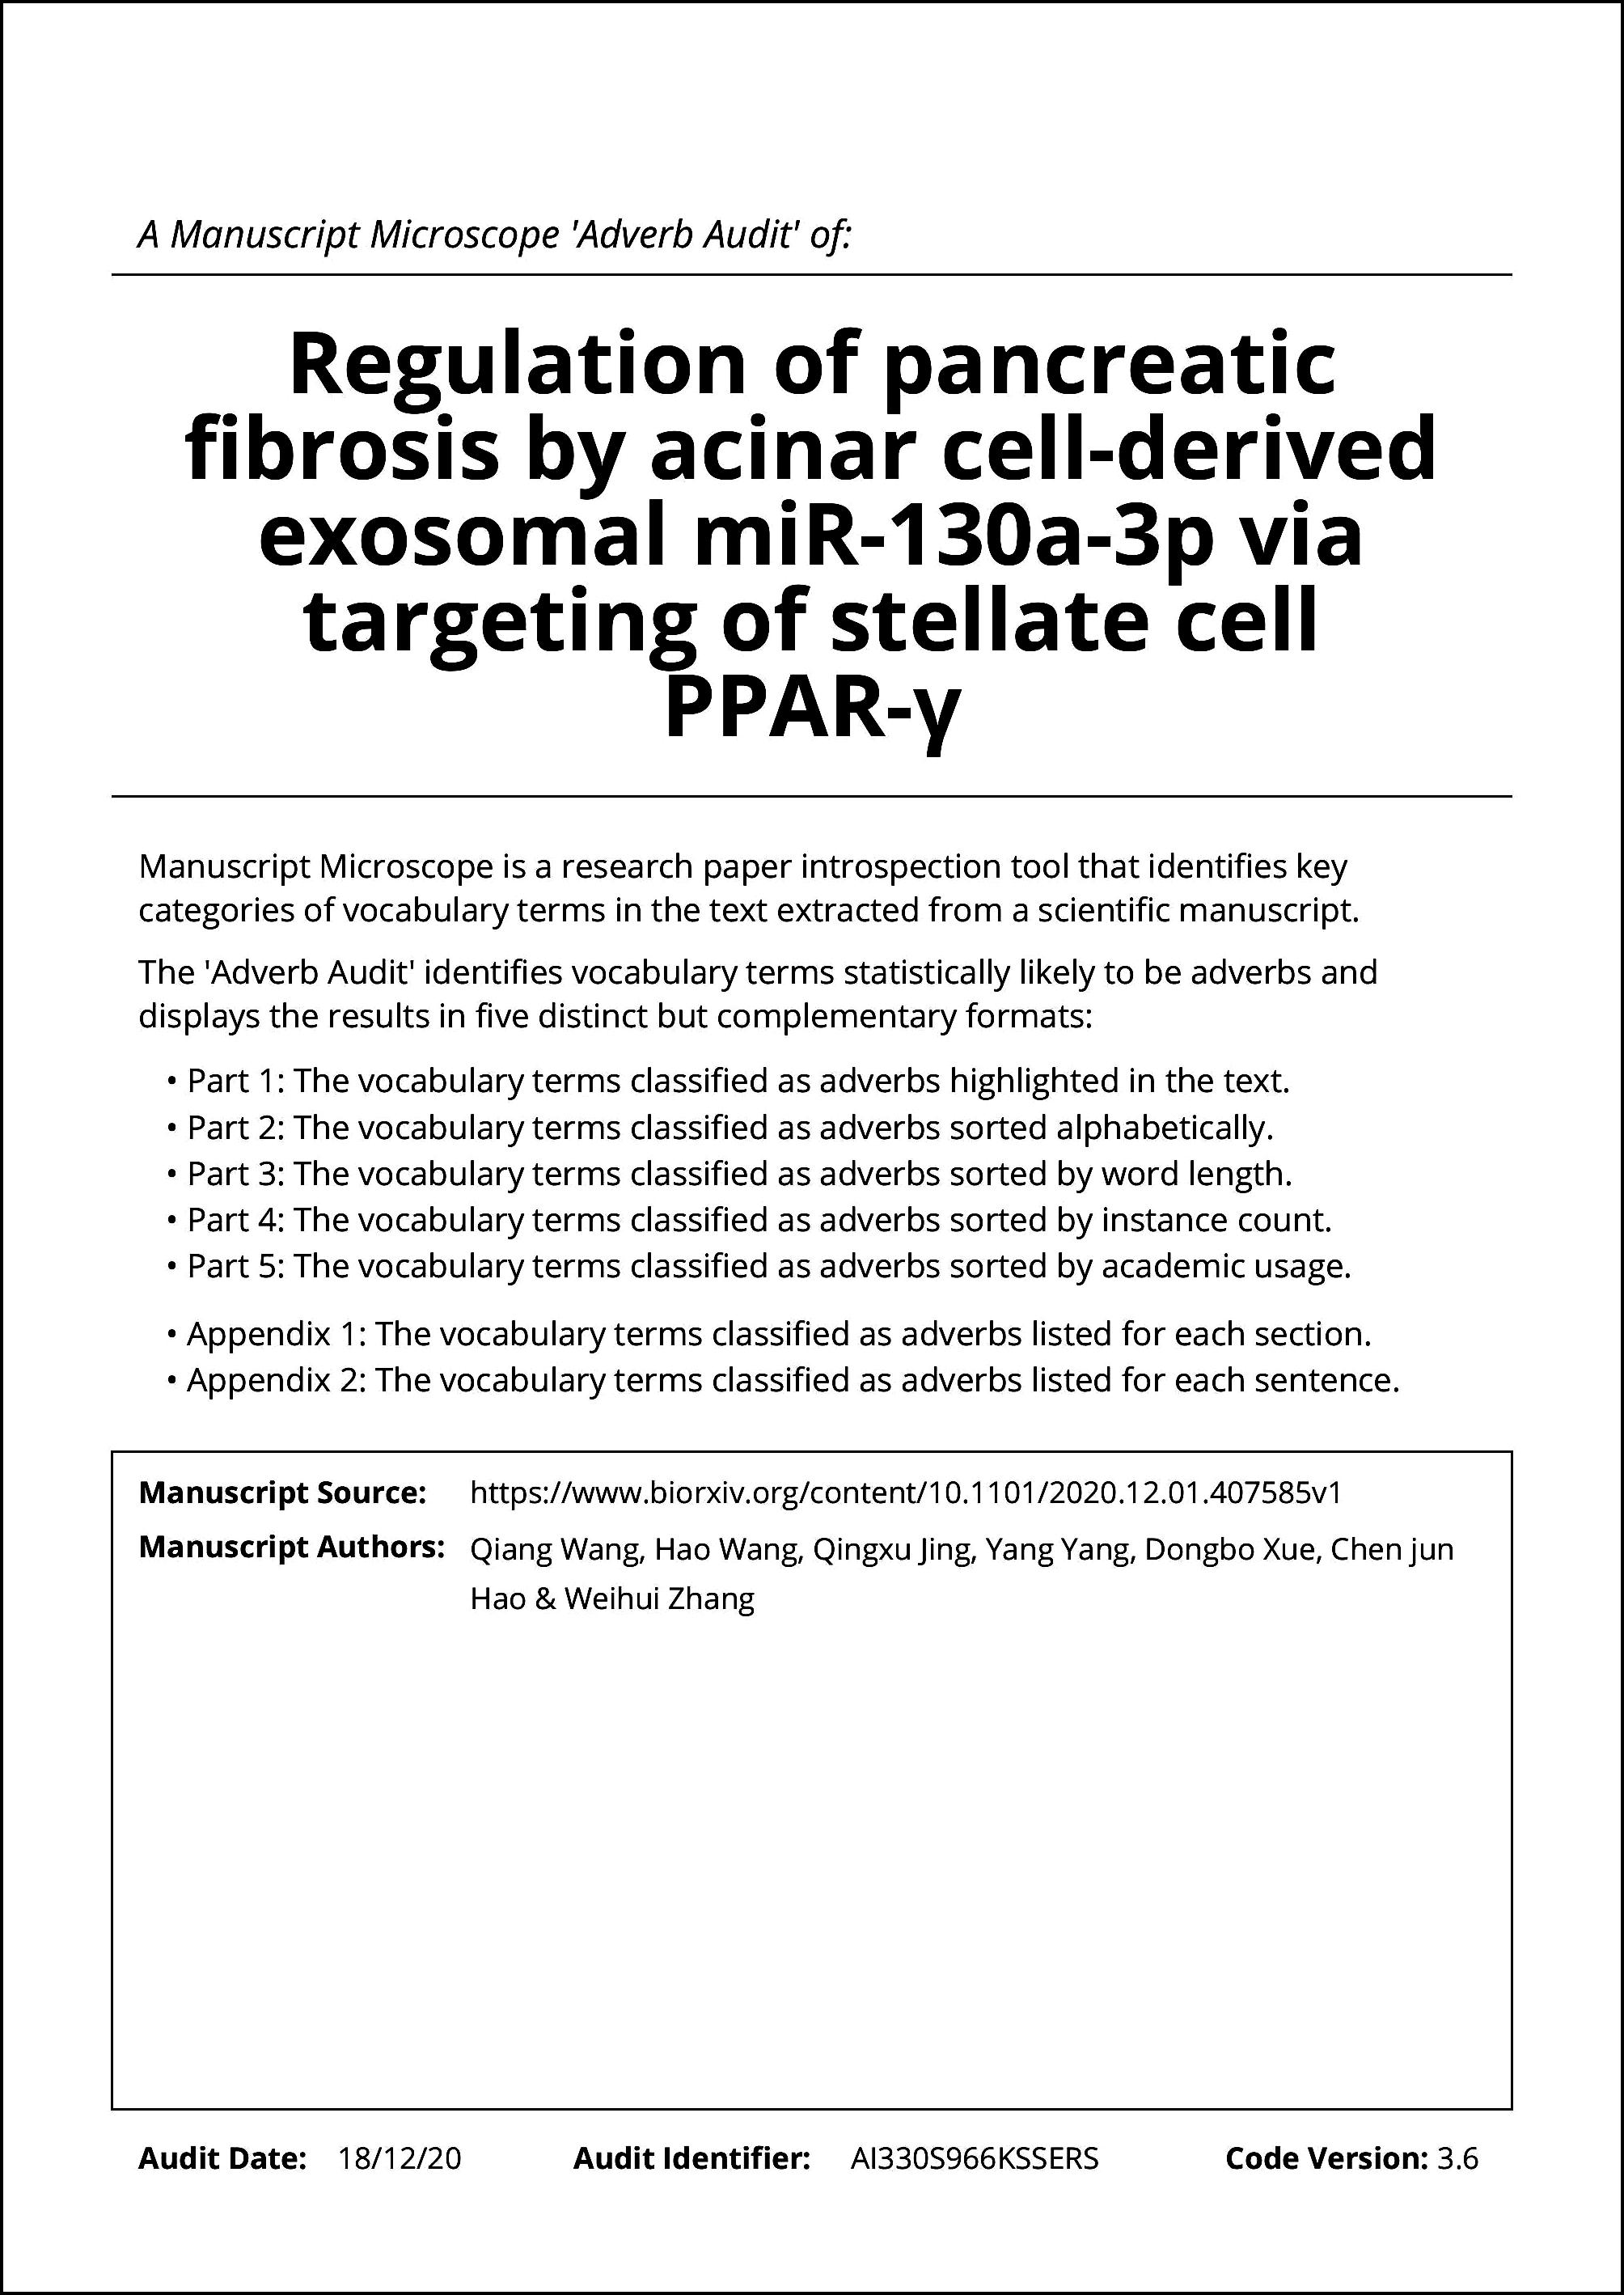 A Manuscript Microscope 'Adverb Audit' of:
Regulation of pancreatic
fibrosis by acinar cell-derived
exosomal miR-130a-3p via
targeting of stellate cell
PPAR-γ
Manuscript Microscope is a research paper introspection tool that identifies key
categories of vocabulary terms in the text extracted from a scientific manuscript.
The 'Adverb Audit' identifies vocabulary terms statistically likely to be adverbs and
displays the results in five distinct but complementary formats:
• Part 1: The vocabulary terms classified as adverbs highlighted in the text.
• Part 2: The vocabulary terms classified as adverbs sorted alphabetically.
• Part 3: The vocabulary terms classified as adverbs sorted by word length.
• Part 4: The vocabulary terms classified as adverbs sorted by instance count.
• Part 5: The vocabulary terms classified as adverbs sorted by academic usage.
• Appendix 1: The vocabulary terms classified as adverbs listed for each section.
• Appendix 2: The vocabulary terms classified as adverbs listed for each sentence.
Manuscript Source: https://www.biorxiv.org/content/10.1101/2020.12.01.407585v1
Manuscript Authors: Qiang Wang, Hao Wang, Qingxu Jing, Yang Yang, Dongbo Xue, Chen jun
Hao & Weihui Zhang
Audit Date: 18/12/20 Audit Identifier: AI330S966KSSERS Code Version: 3.6